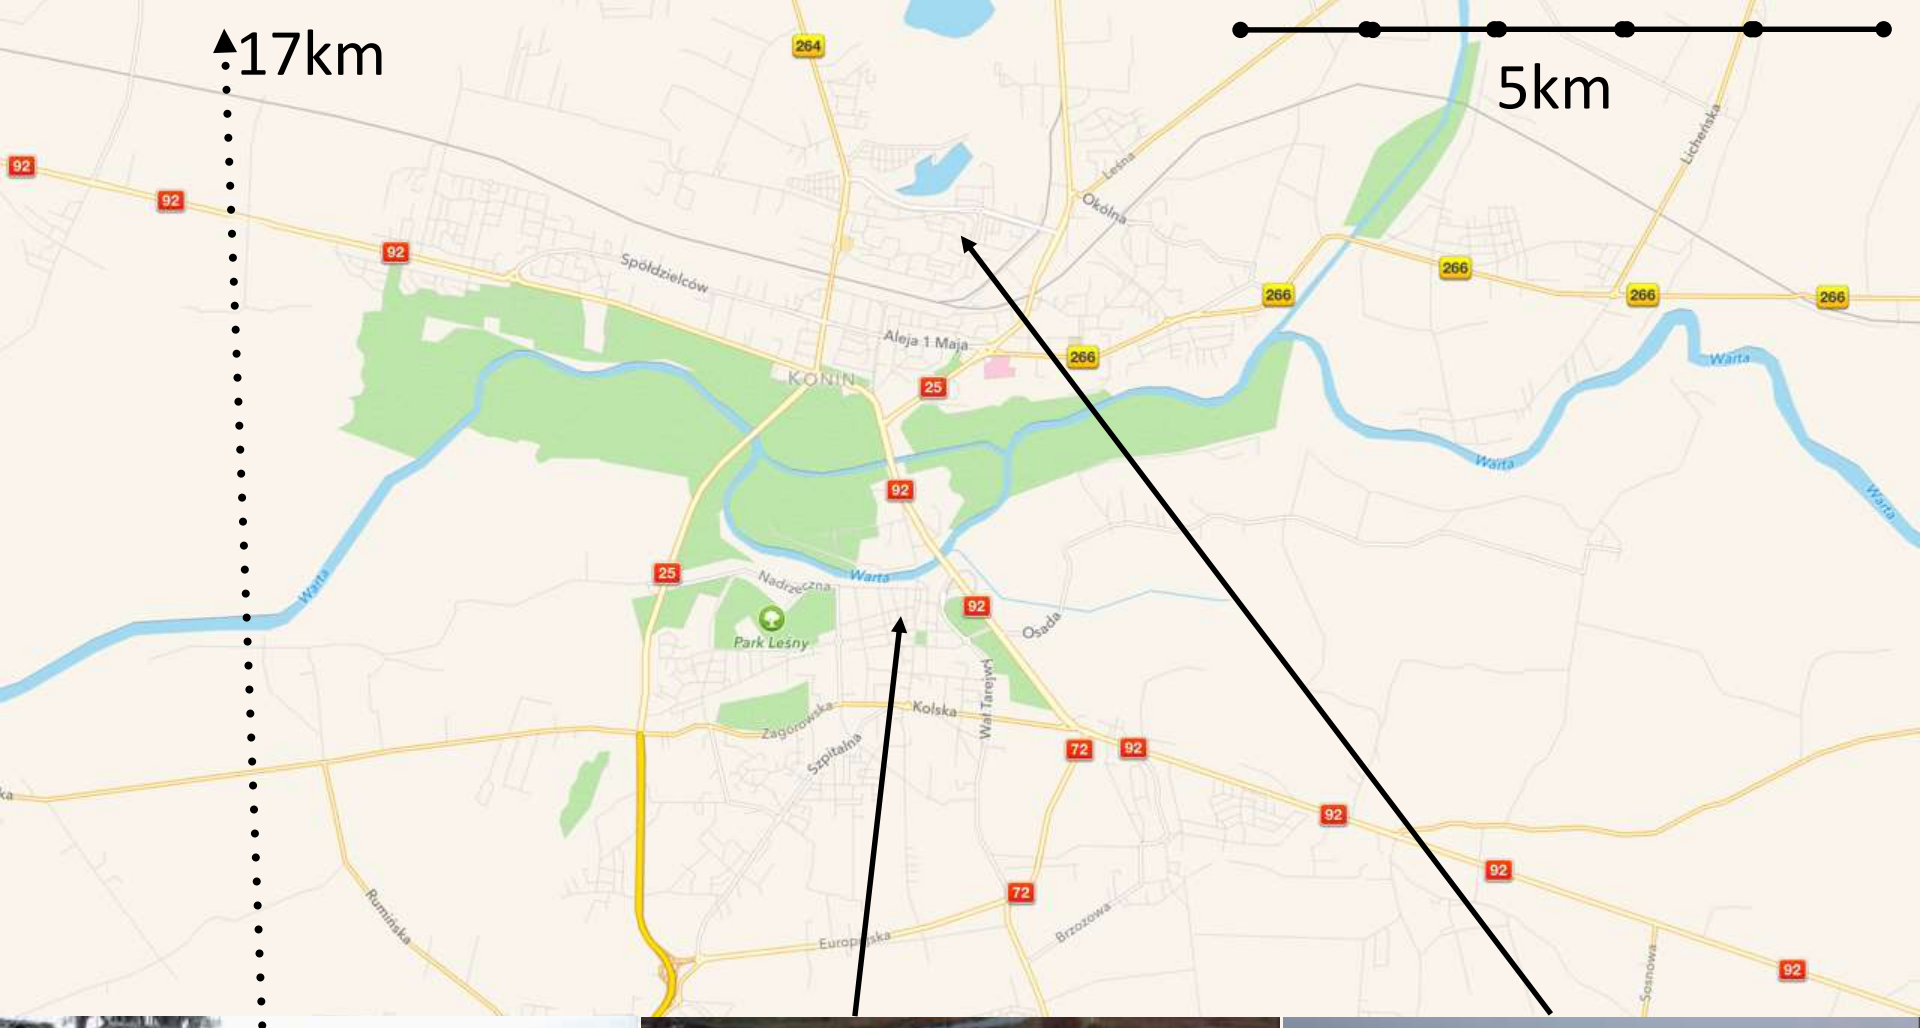 17km
264
5km
Licheńska
92
Leśna
92
Okólna
92
Spółdzielców
266
266
266
266
Aleja 1 Maja
266
Warta
KONIN
25
Warta
92
Warta
25
Nadrzeczna
Warta
Warta
92
Osada
Park Leśny
Wał Tarejwy
Kolska
Zagórowska
72
92
Szpitalna
ka
92
92
72
Rumińska
Brzozowa
Europejska
Sosnowa
92